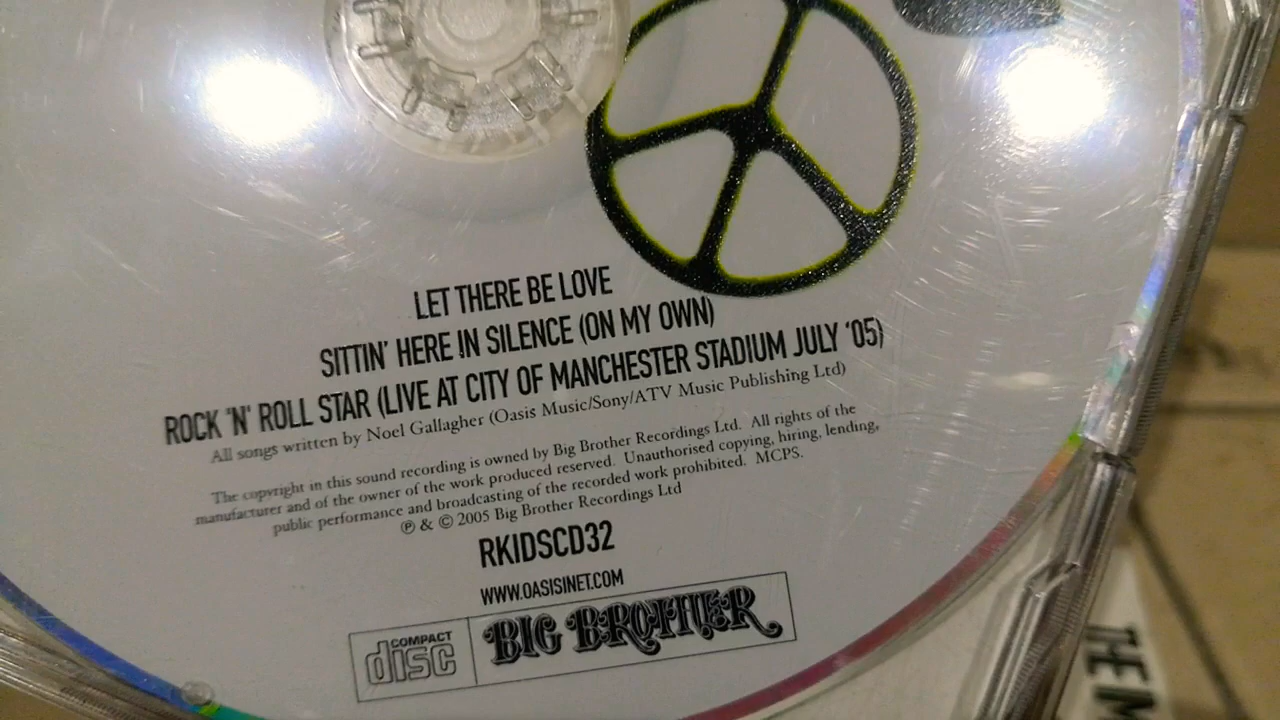 LET THERE BE LOVE
SITTIN' HERE IN SILENCE (ON MY OWN)
ROCK 'N' ROLL STAR (LIVE AT CITY OF MANCHESTER STADIUM JULY '05)
All songs written by Noel Gallagher (Oasis Music/Sony/ATV Music Publishing Ltd)
The copyright in this sound recording is owned by Big Brother Recordings Ltd. All rights of the
manufacturer and of the owner of the work produced reserved. Unauthorised copying, hiring, lending,
public performance and broadcasting of the recorded work prohibited. MCPS.
℗ & © 2005 Big Brother Recordings Ltd
RKIDSCD32
WWW.OASISINET.COM
COMPACT
disc
BIG BROTHER